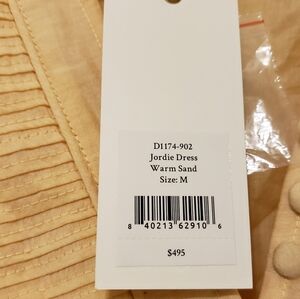 D1174-902
Jordie Dress
Warm Sand
Size: M
8 40213 62910 6
$495